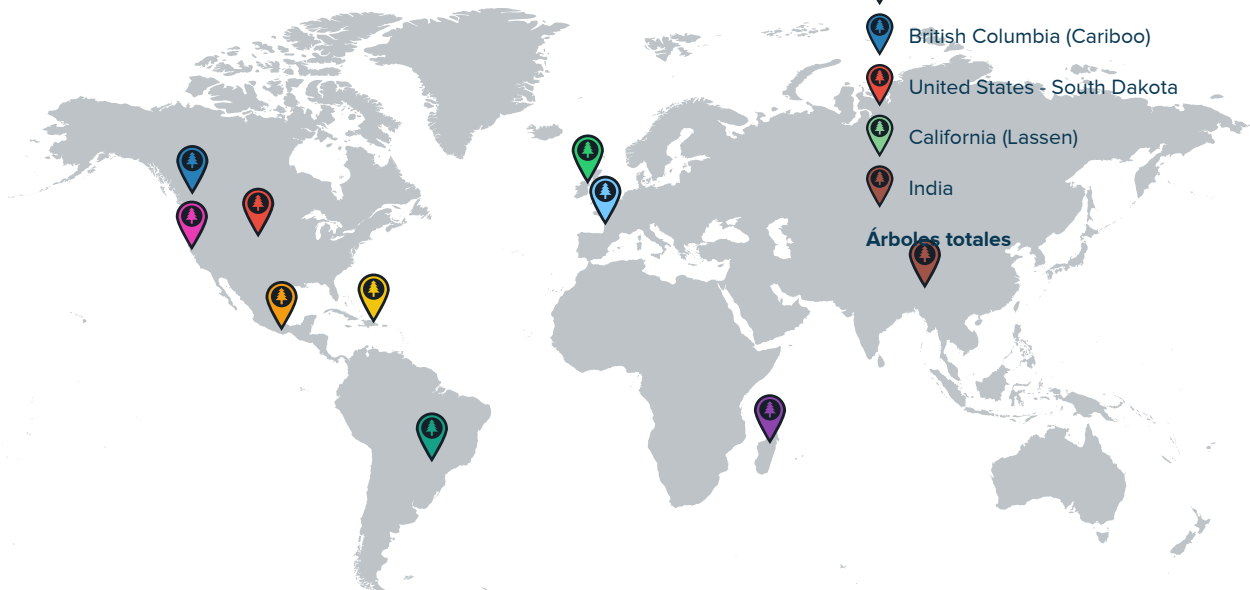 British Columbia (Cariboo)
United States - South Dakota
California (Lassen)
India
Árboles totales